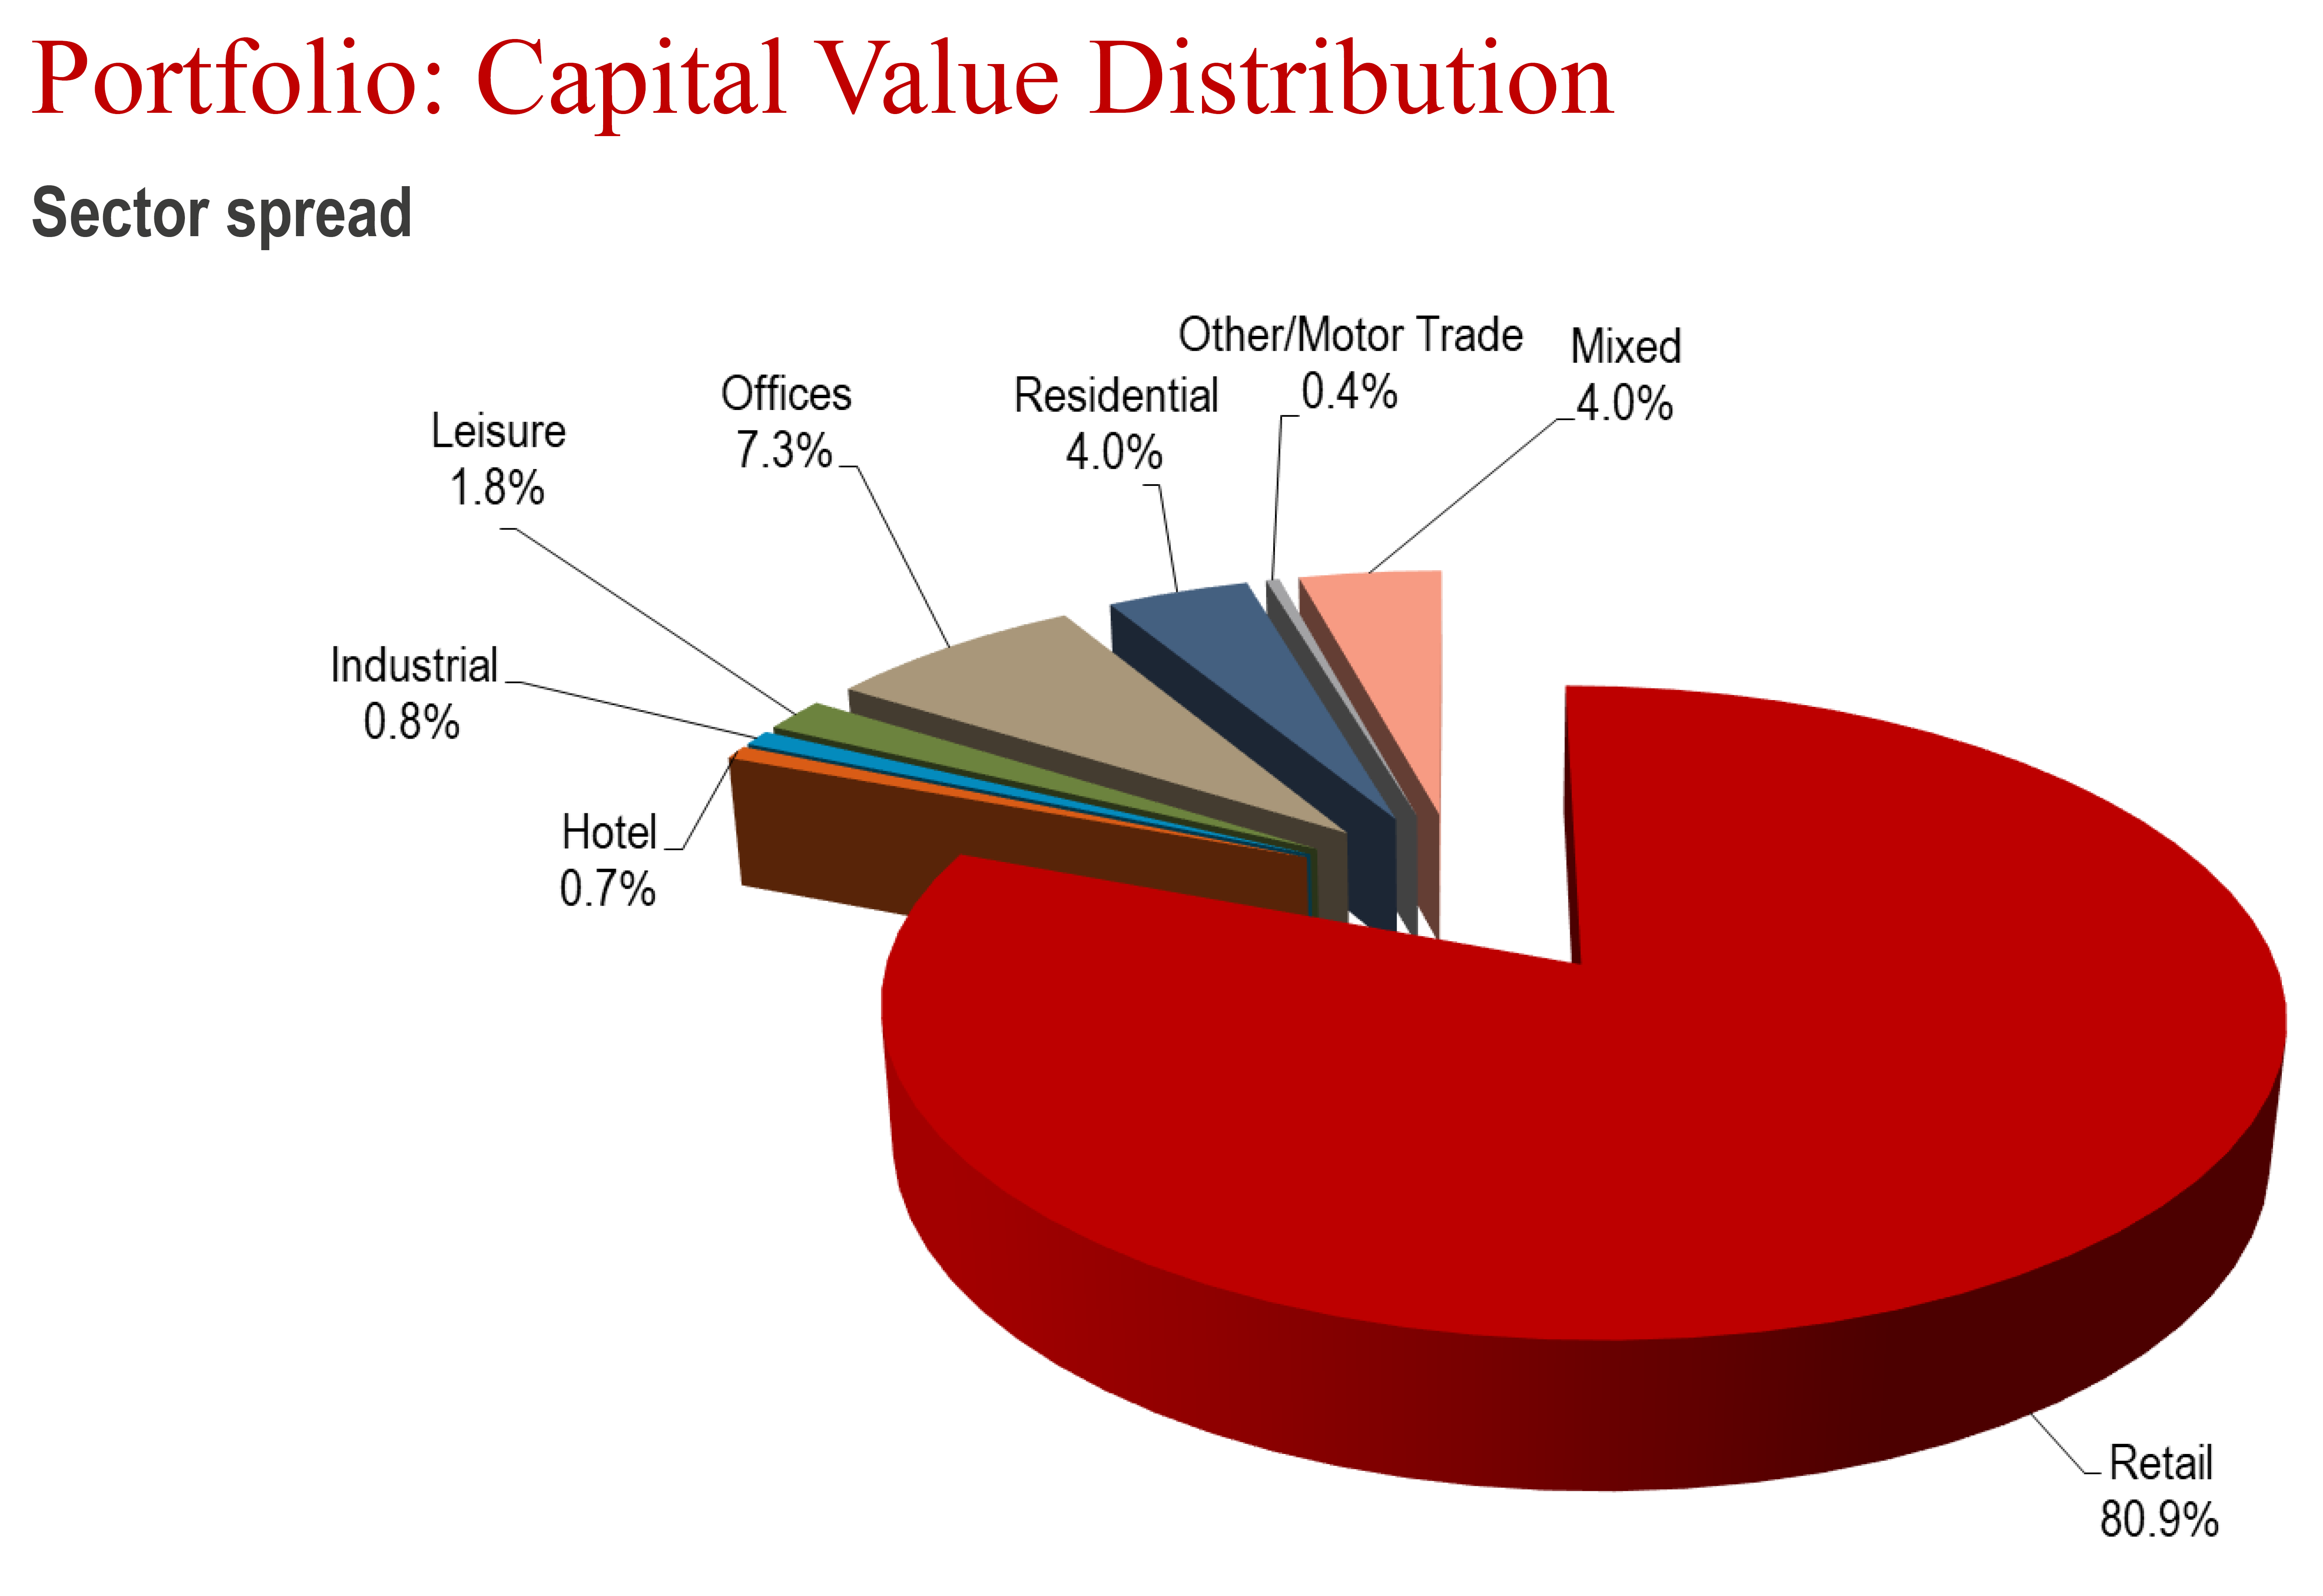 Portfolio: Capital Value Distribution
Sector spread
Other/Motor Trade
0.4%
Mixed
4.0%
Offices
7.3%
Residential
4.0%
Leisure
1.8%
Industrial
0.8%
Hotel
0.7%
Retail
80.9%